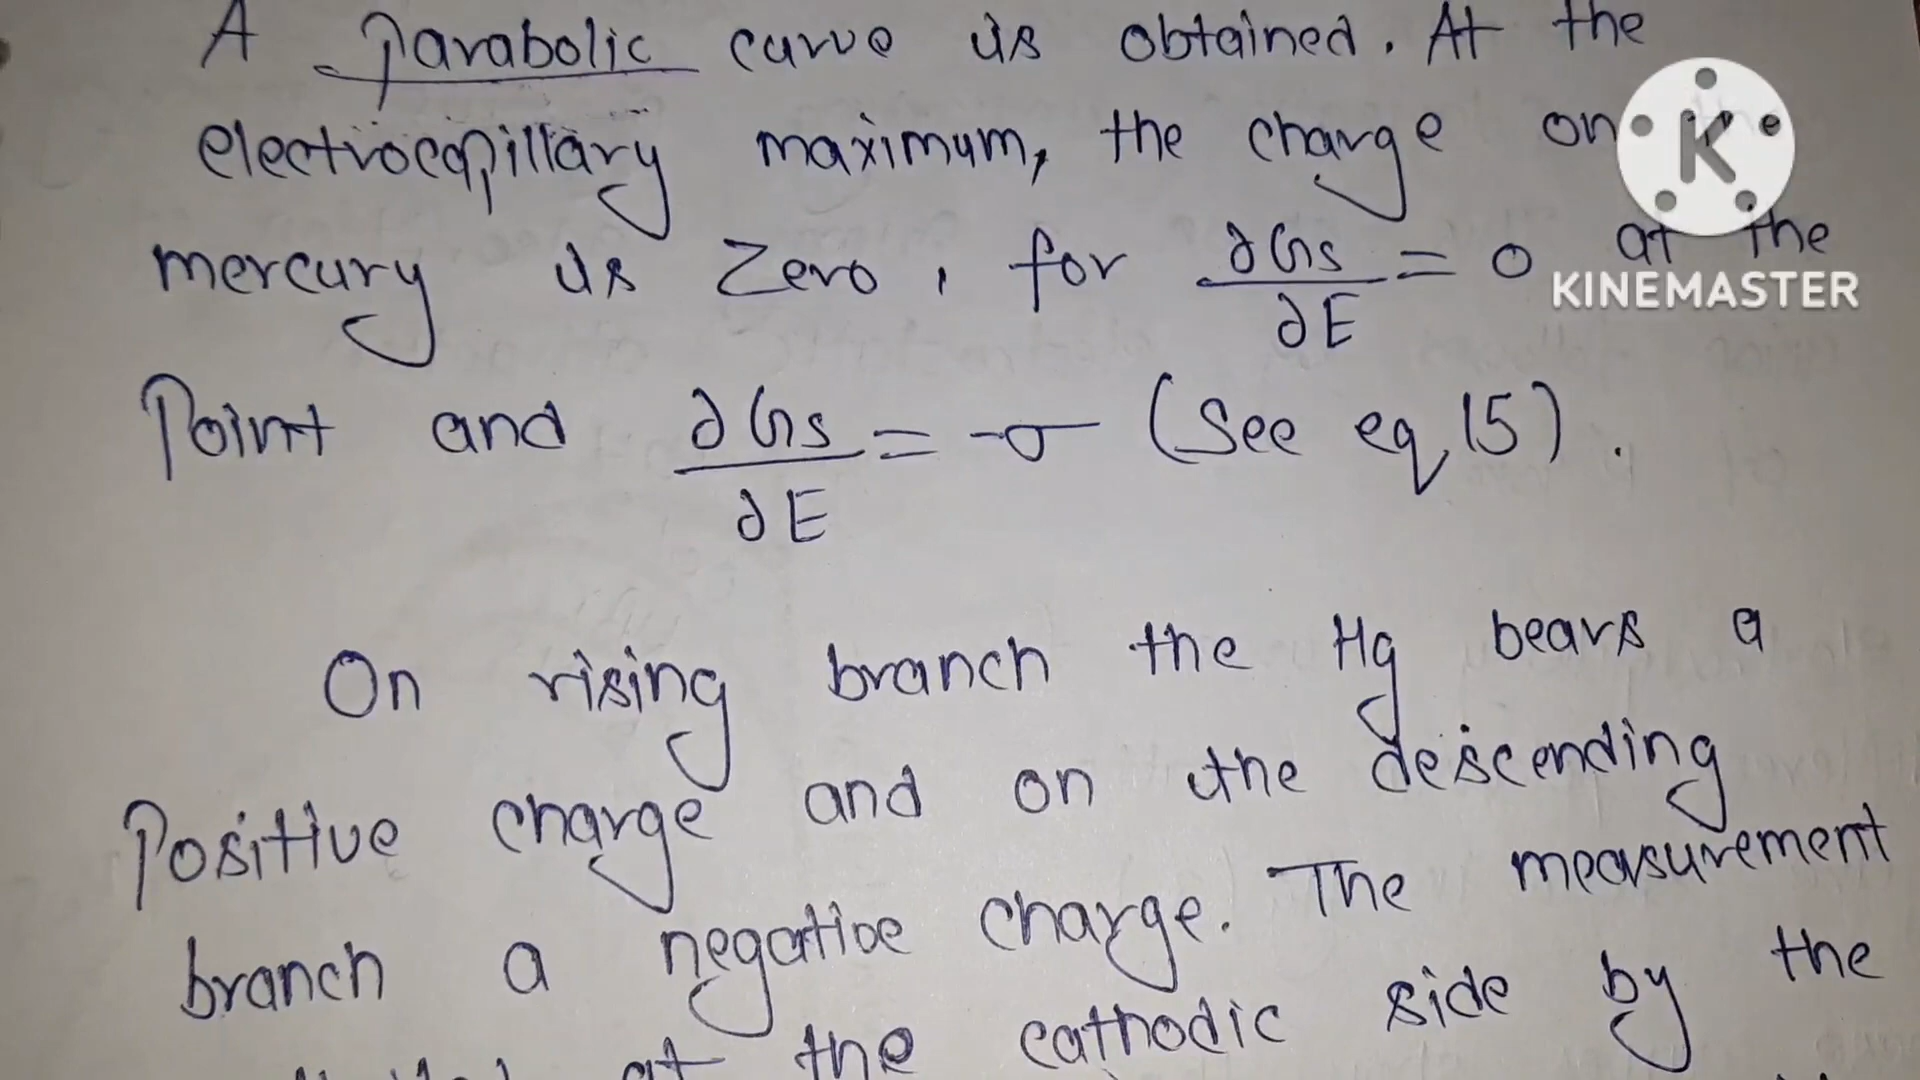 A parabolic curve is obtained. At the
electrocapillary maximum, the charge on
mercury is Zero, for ∂Gs/∂E = 0 at the
Point and ∂Gs/∂E = -σ (See eq 15).
On rising branch the Hg bears a
Positive charge and on the descending
branch a negative charge. The measurement
at the cathodic side by the
K
KINEMASTER